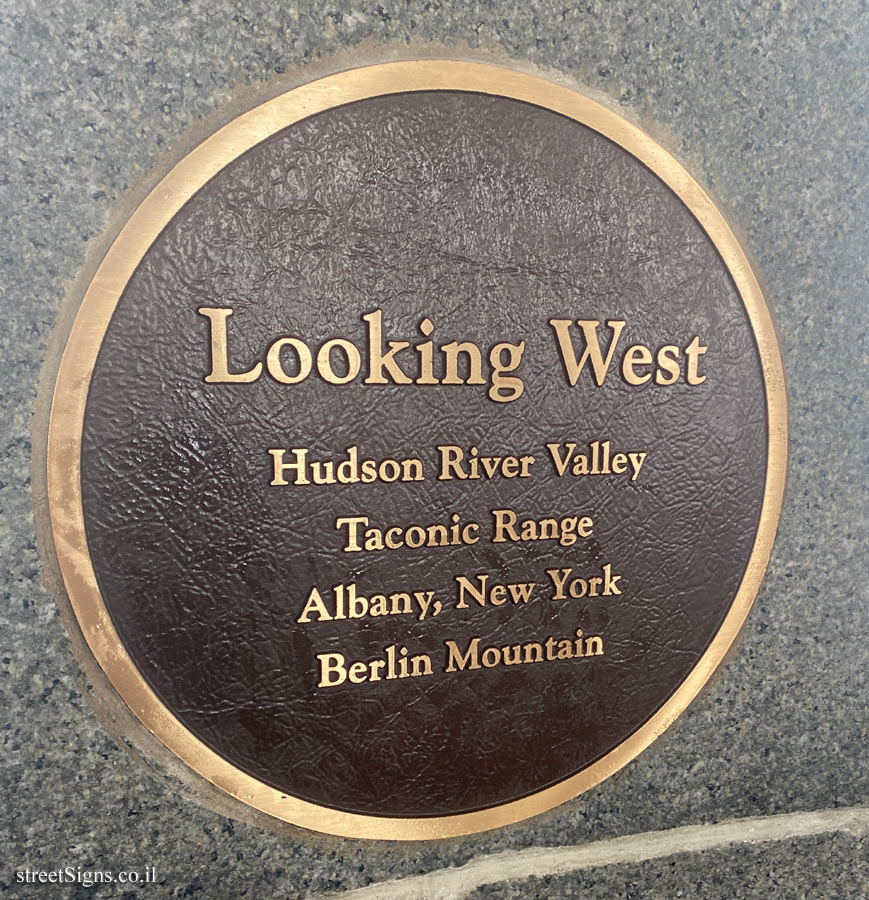 Looking West
Hudson River Valley
Taconic Range
Albany, New York
Berlin Mountain
streetSigns.co.il